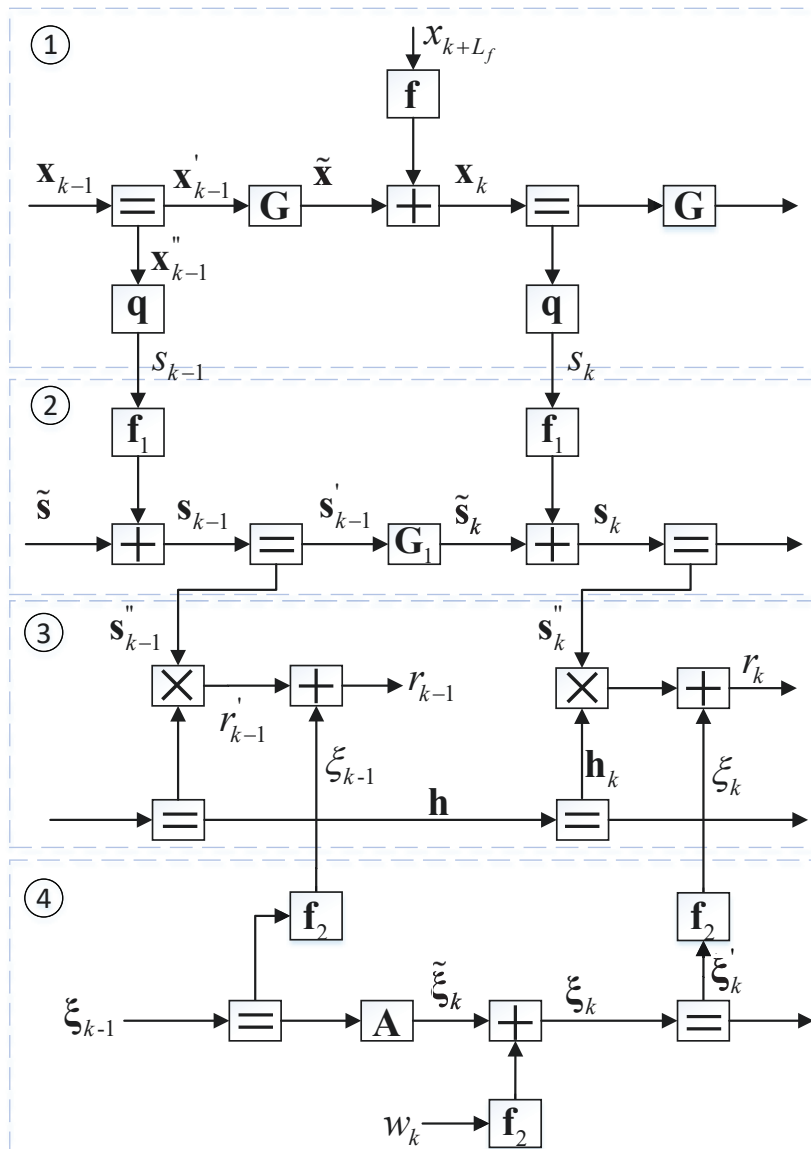 ① x_{k+L_f}
f
x_{k-1} = x'_{k-1} G x̃ + x_k = G
x''_{k-1}
q q
s_{k-1} s_k
②
f_1 f_1
s̃ + s_{k-1} = s'_{k-1} G_1 s̃_k + s_k =
③
s''_{k-1} s''_k
× r'_{k-1} + r_{k-1} × + r_k
ξ_{k-1} h_k ξ_k
= h =
④
f_2 f_2
ξ_{k-1} = A ξ̃_k + ξ_k = ξ'_k
w_k f_2